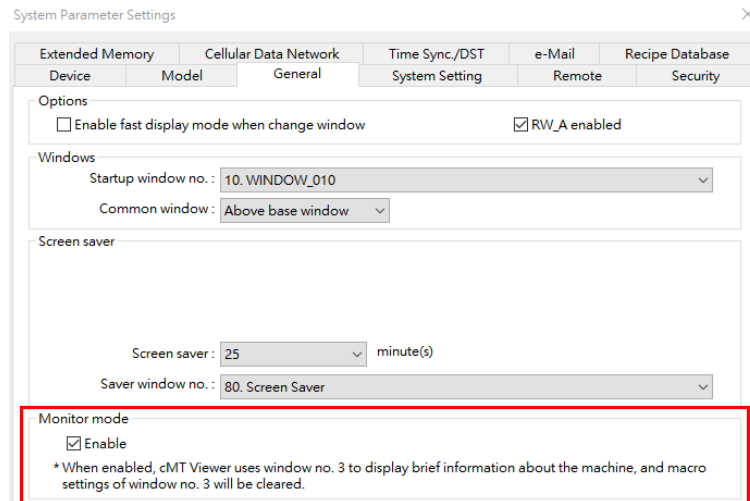 System Parameter Settings
Extended Memory Cellular Data Network Time Sync./DST e-Mail Recipe Database
Device Model General System Setting Remote Security
Options
Enable fast display mode when change window RW_A enabled
Windows
Startup window no. : 10. WINDOW_010
Common window : Above base window
Screen saver
Screen saver : 25 minute(s)
Saver window no. : 80. Screen Saver
Monitor mode
Enable
* When enabled, cMT Viewer uses window no. 3 to display brief information about the machine, and macro
settings of window no. 3 will be cleared.